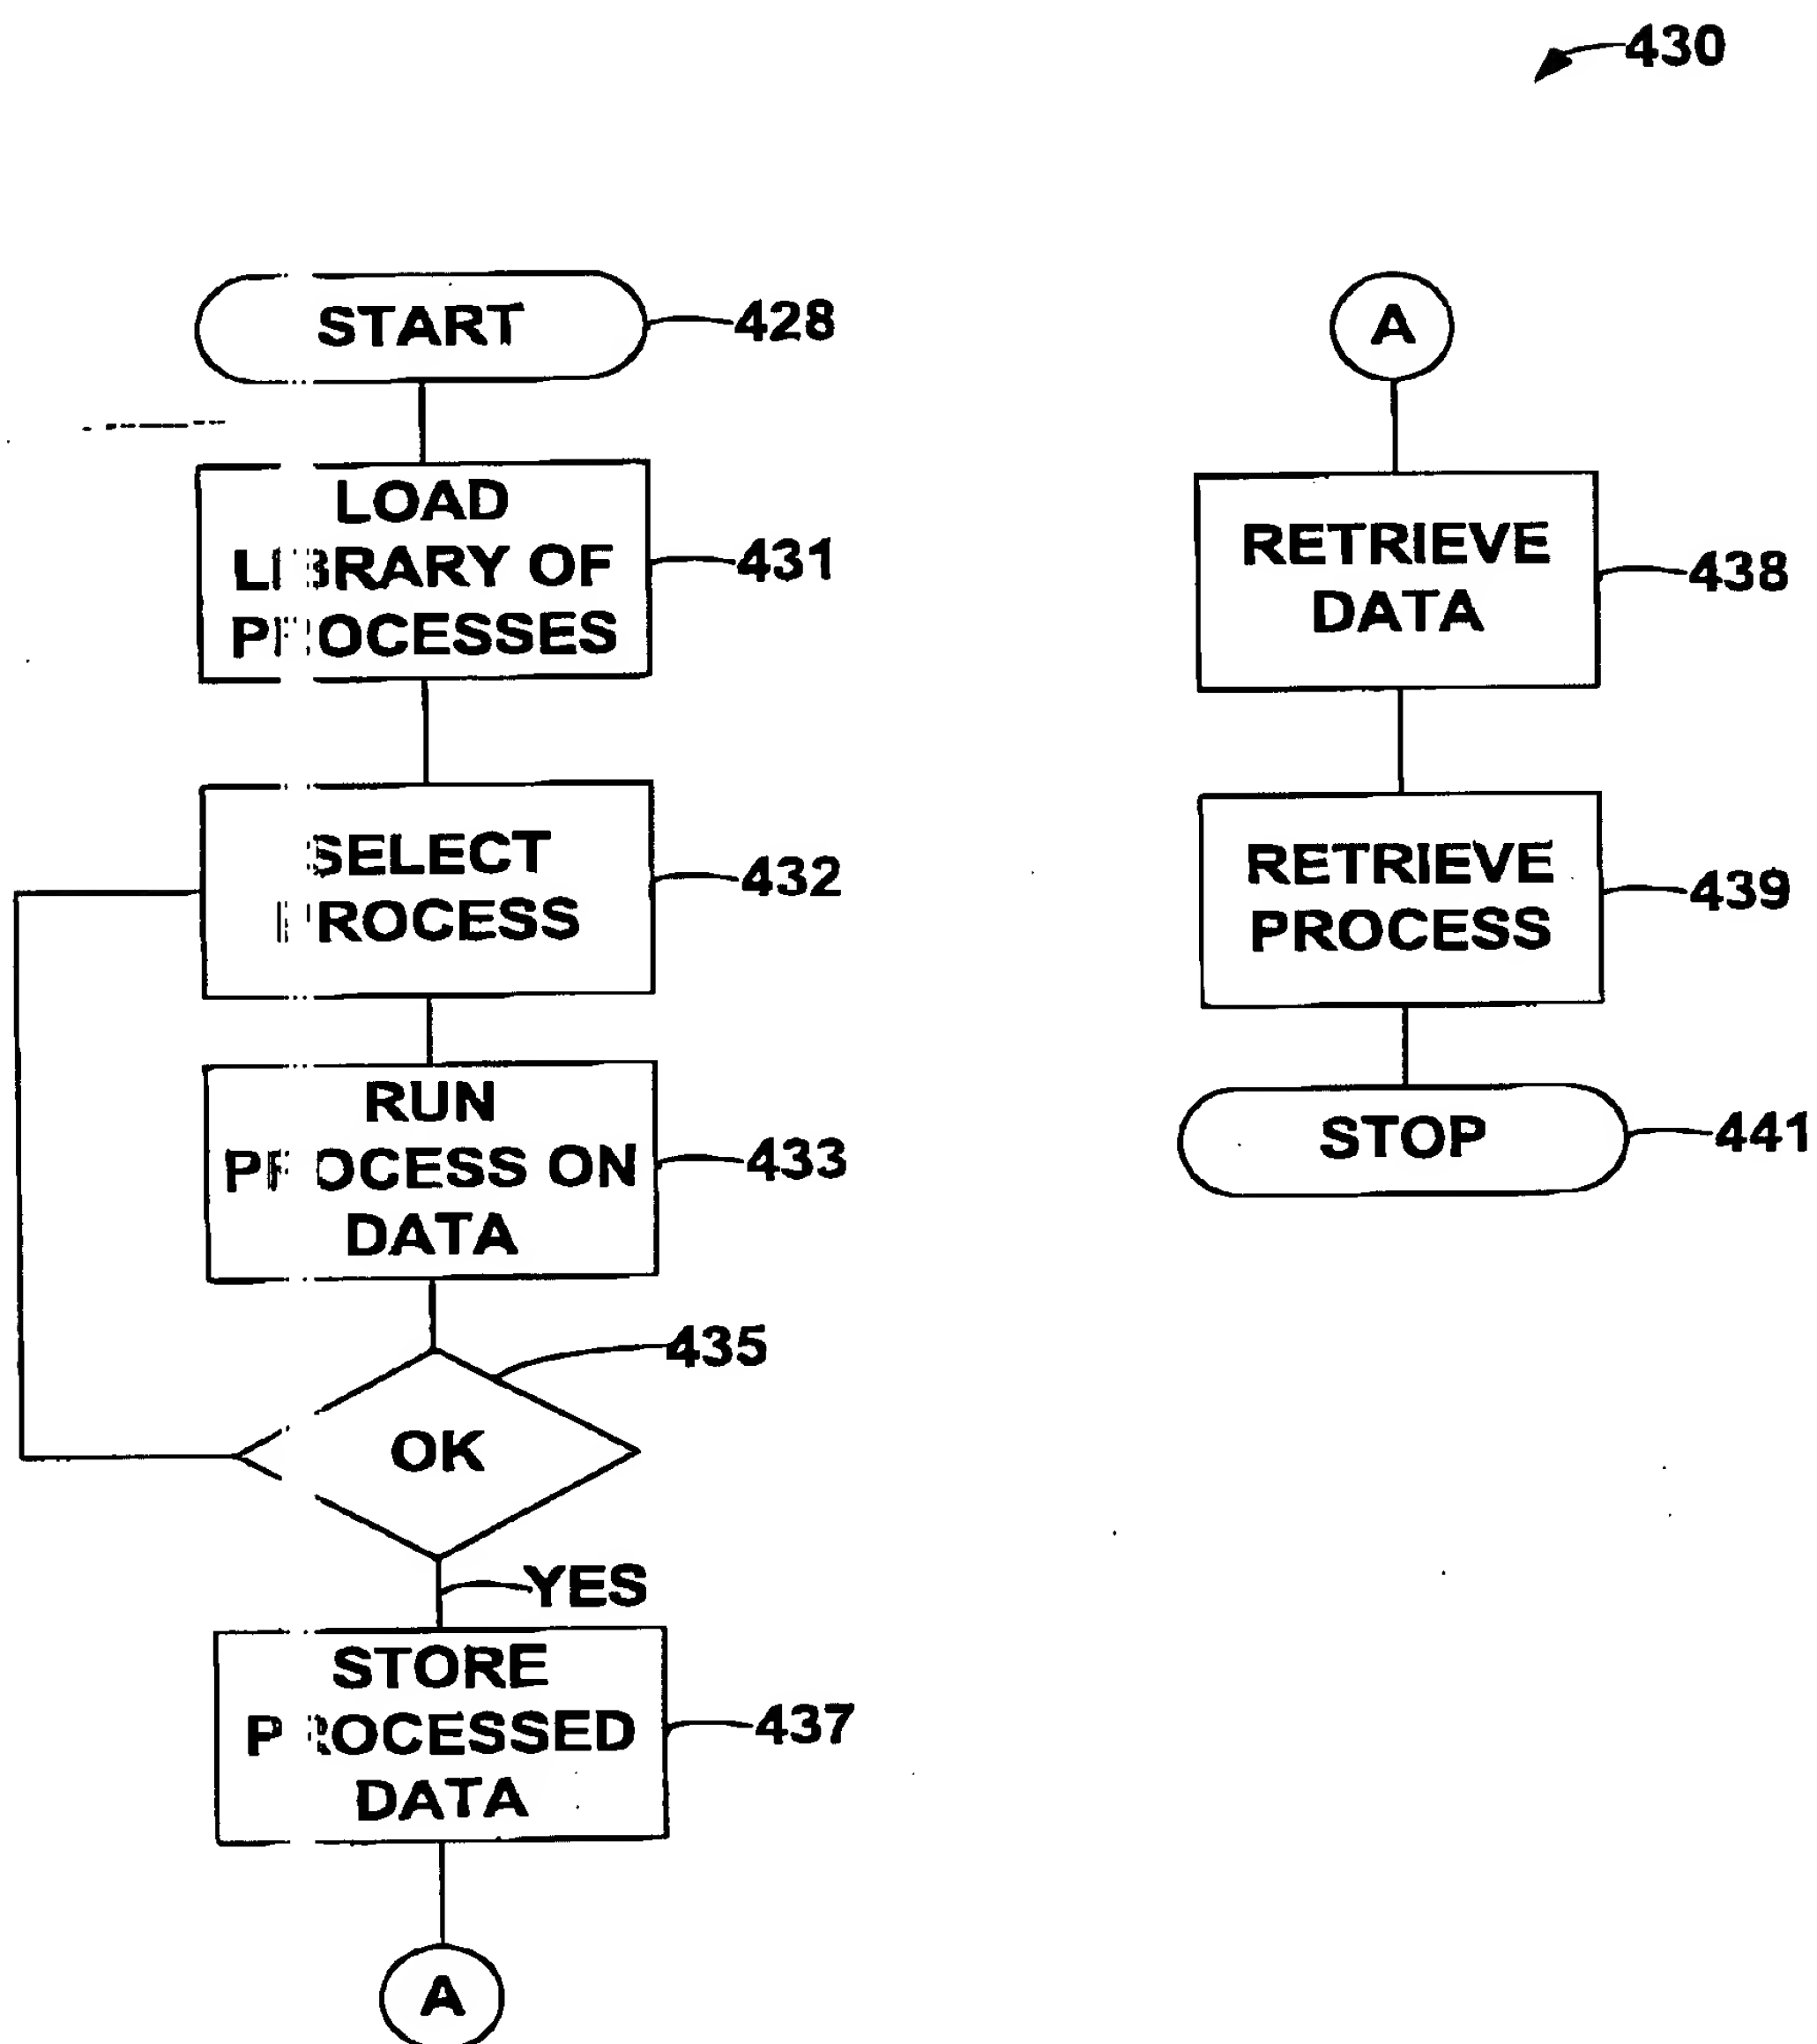 430
START
428
LOAD
LIBRARY OF
PROCESSES
431
SELECT
PROCESS
432
RUN
PROCESS ON
DATA
433
435
OK
YES
STORE
PROCESSED
DATA
437
A
A
RETRIEVE
DATA
438
RETRIEVE
PROCESS
439
STOP
441